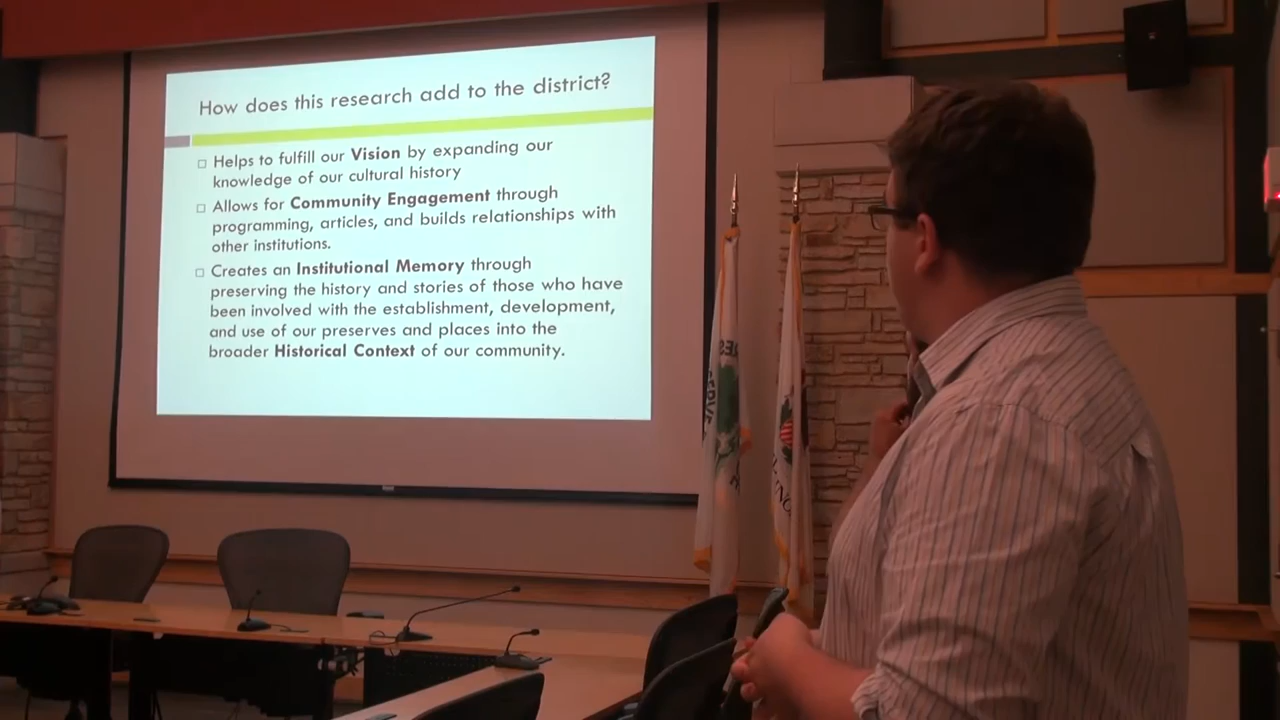 How does this research add to the district?
Helps to fulfill our Vision by expanding our
knowledge of our cultural history
Allows for Community Engagement through
programming, articles, and builds relationships with
other institutions.
Creates an Institutional Memory through
preserving the history and stories of those who have
been involved with the establishment, development,
and use of our preserves and places into the
broader Historical Context of our community.